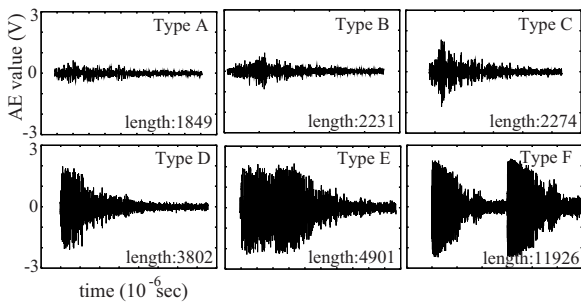 3
Type A
Type B
Type C
AE value (V)
0
-3
length:1849
length:2231
length:2274
3
Type D
Type E
Type F
0
-3
length:3802
length:4901
length:11926
time (10⁻⁶sec)